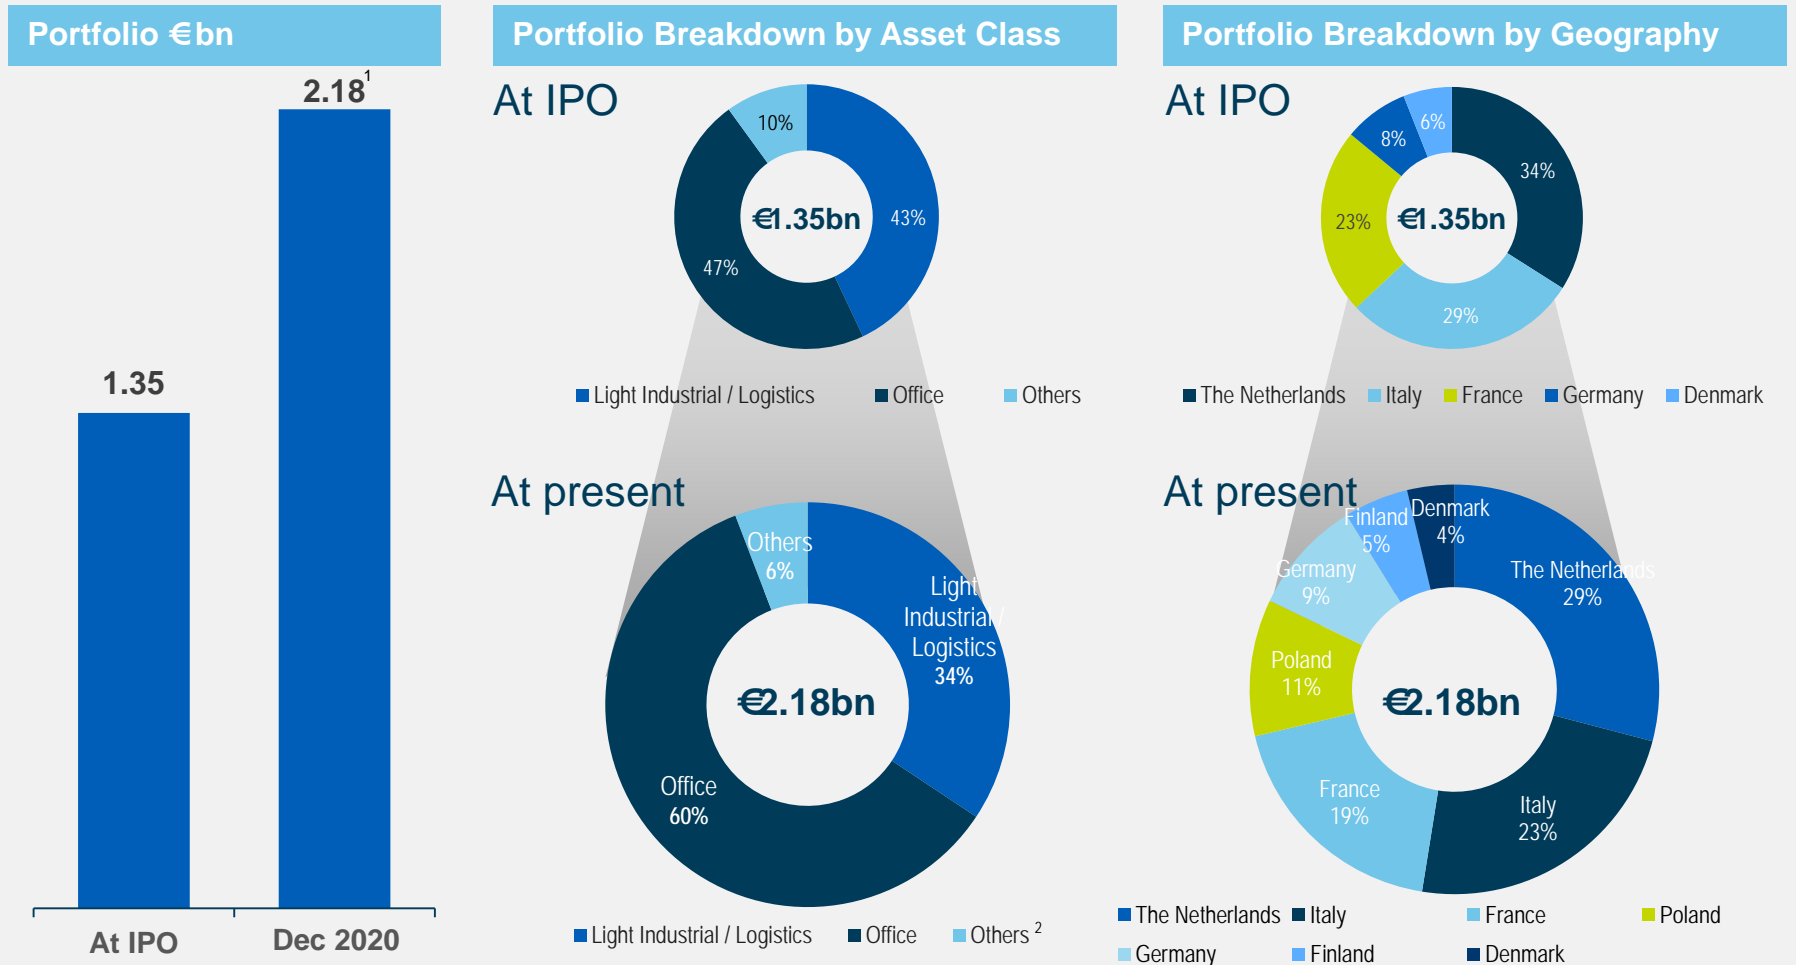 Portfolio €bn
2.18¹
1.35
At IPO
Dec 2020
Portfolio Breakdown by Asset Class
At IPO
10%
43%
47%
€1.35bn
Light Industrial / Logistics
Office
Others
At present
Others
6%
Light
Industrial /
Logistics
34%
€2.18bn
Office
60%
Light Industrial / Logistics
Office
Others ²
Portfolio Breakdown by Geography
At IPO
6%
8%
34%
23%
€1.35bn
29%
The Netherlands
Italy
France
Germany
Denmark
At present
Finland
5%
Denmark
4%
Germany
9%
The Netherlands
29%
Poland
11%
€2.18bn
France
19%
Italy
23%
The Netherlands
Italy
France
Poland
Germany
Finland
Denmark